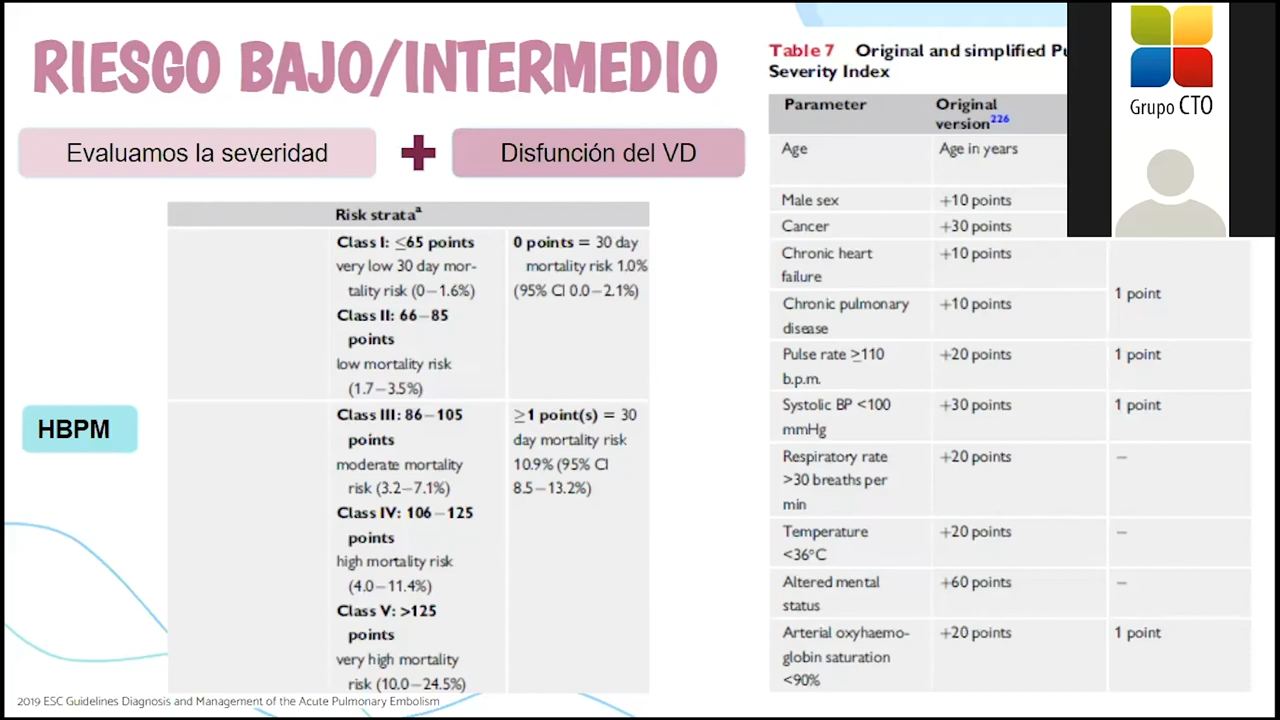 RIESGO BAJO/INTERMEDIO
Evaluamos la severidad
Disfunción del VD
Risk strataª
Class I: ≤65 points
very low 30 day mor-
tality risk (0–1.6%)
Class II: 66–85
points
low mortality risk
(1.7–3.5%)
0 points = 30 day
mortality risk 1.0%
(95% CI 0.0–2.1%)
HBPM
Class III: 86–105
points
moderate mortality
risk (3.2–7.1%)
Class IV: 106–125
points
high mortality risk
(4.0–11.4%)
Class V: >125
points
very high mortality
risk (10.0–24.5%)
≥1 point(s) = 30
day mortality risk
10.9% (95% CI
8.5–13.2%)
2019 ESC Guidelines Diagnosis and Management of the Acute Pulmonary Embolism
Table 7 Original and simplified
Severity Index
Parameter
Original
version226
Age
Age in years
Male sex
+10 points
Cancer
+30 points
Chronic heart
failure
+10 points
Chronic pulmonary
disease
+10 points
1 point
Pulse rate ≥110
b.p.m.
+20 points
1 point
Systolic BP <100
mmHg
+30 points
1 point
Respiratory rate
>30 breaths per
min
+20 points
–
Temperature
<36°C
+20 points
–
Altered mental
status
+60 points
–
Arterial oxyhaemo-
globin saturation
<90%
+20 points
1 point
Grupo CTO